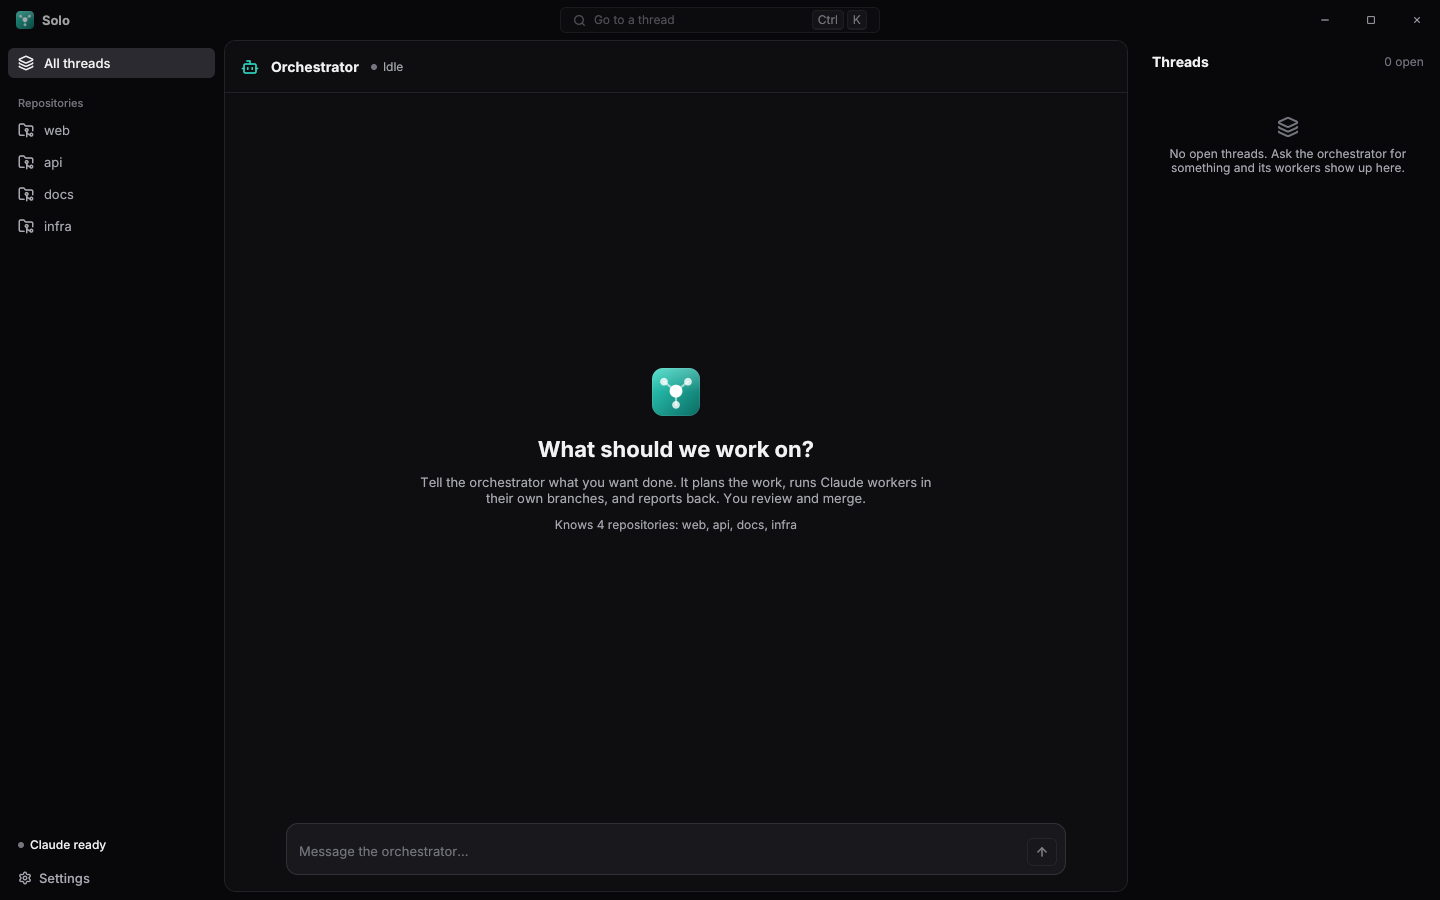 Solo
Go to a thread
Ctrl K
All threads
Repositories
web
api
docs
infra
Claude ready
Settings
Orchestrator
Idle
What should we work on?
Tell the orchestrator what you want done. It plans the work, runs Claude workers in
their own branches, and reports back. You review and merge.
Knows 4 repositories: web, api, docs, infra
Message the orchestrator...
Threads
0 open
No open threads. Ask the orchestrator for
something and its workers show up here.